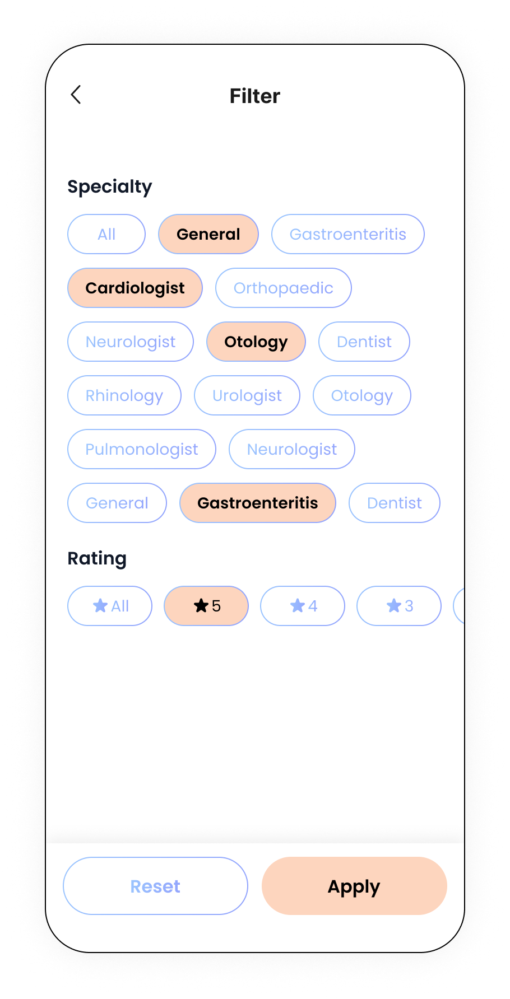 Filter
Specialty
All General Gastroenteritis
Cardiologist Orthopaedic
Neurologist Otology Dentist
Rhinology Urologist Otology
Pulmonologist Neurologist
General Gastroenteritis Dentist
Rating
All 5 4 3
Reset Apply